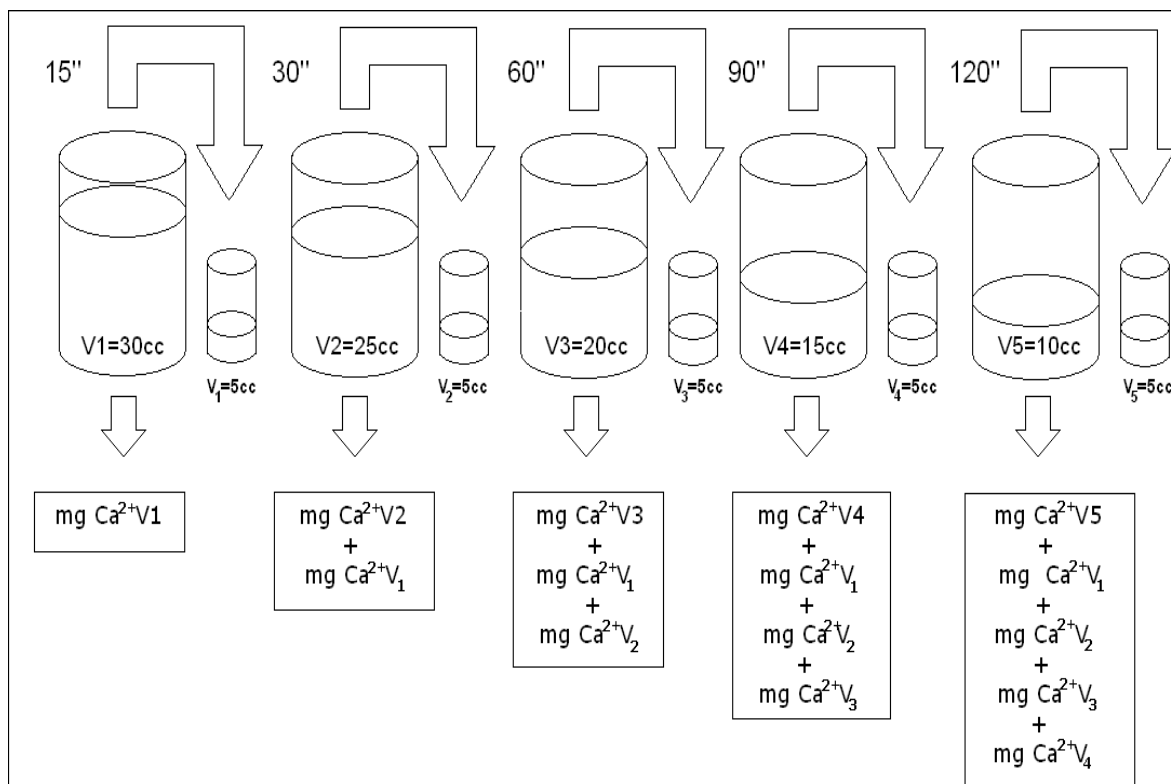 15"
30"
60"
90"
120"
V1=30cc
V2=25cc
V3=20cc
V4=15cc
V5=10cc
V₁=5cc
V₂=5cc
V₃=5cc
V₄=5cc
V₅=5cc
mg Ca²⁺V1
mg Ca²⁺V2
+
mg Ca²⁺V₁
mg Ca²⁺V3
+
mg Ca²⁺V₁
+
mg Ca²⁺V₂
mg Ca²⁺V4
+
mg Ca²⁺V₁
+
mg Ca²⁺V₂
+
mg Ca²⁺V₃
mg Ca²⁺V5
+
mg Ca²⁺V₁
+
mg Ca²⁺V₂
+
mg Ca²⁺V₃
+
mg Ca²⁺V₄